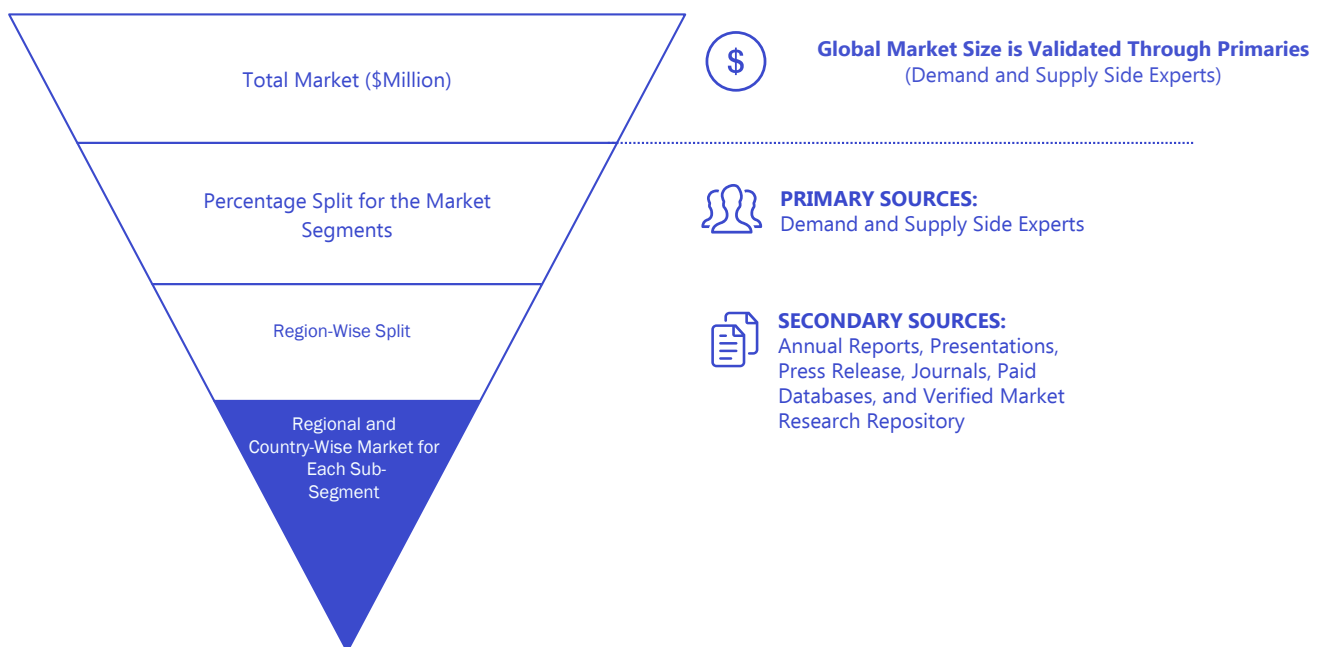 Total Market ($Million)
Percentage Split for the Market
Segments
Region-Wise Split
Regional and
Country-Wise Market for
Each Sub-
Segment
$
Global Market Size is Validated Through Primaries
(Demand and Supply Side Experts)
PRIMARY SOURCES:
Demand and Supply Side Experts
SECONDARY SOURCES:
Annual Reports, Presentations,
Press Release, Journals, Paid
Databases, and Verified Market
Research Repository